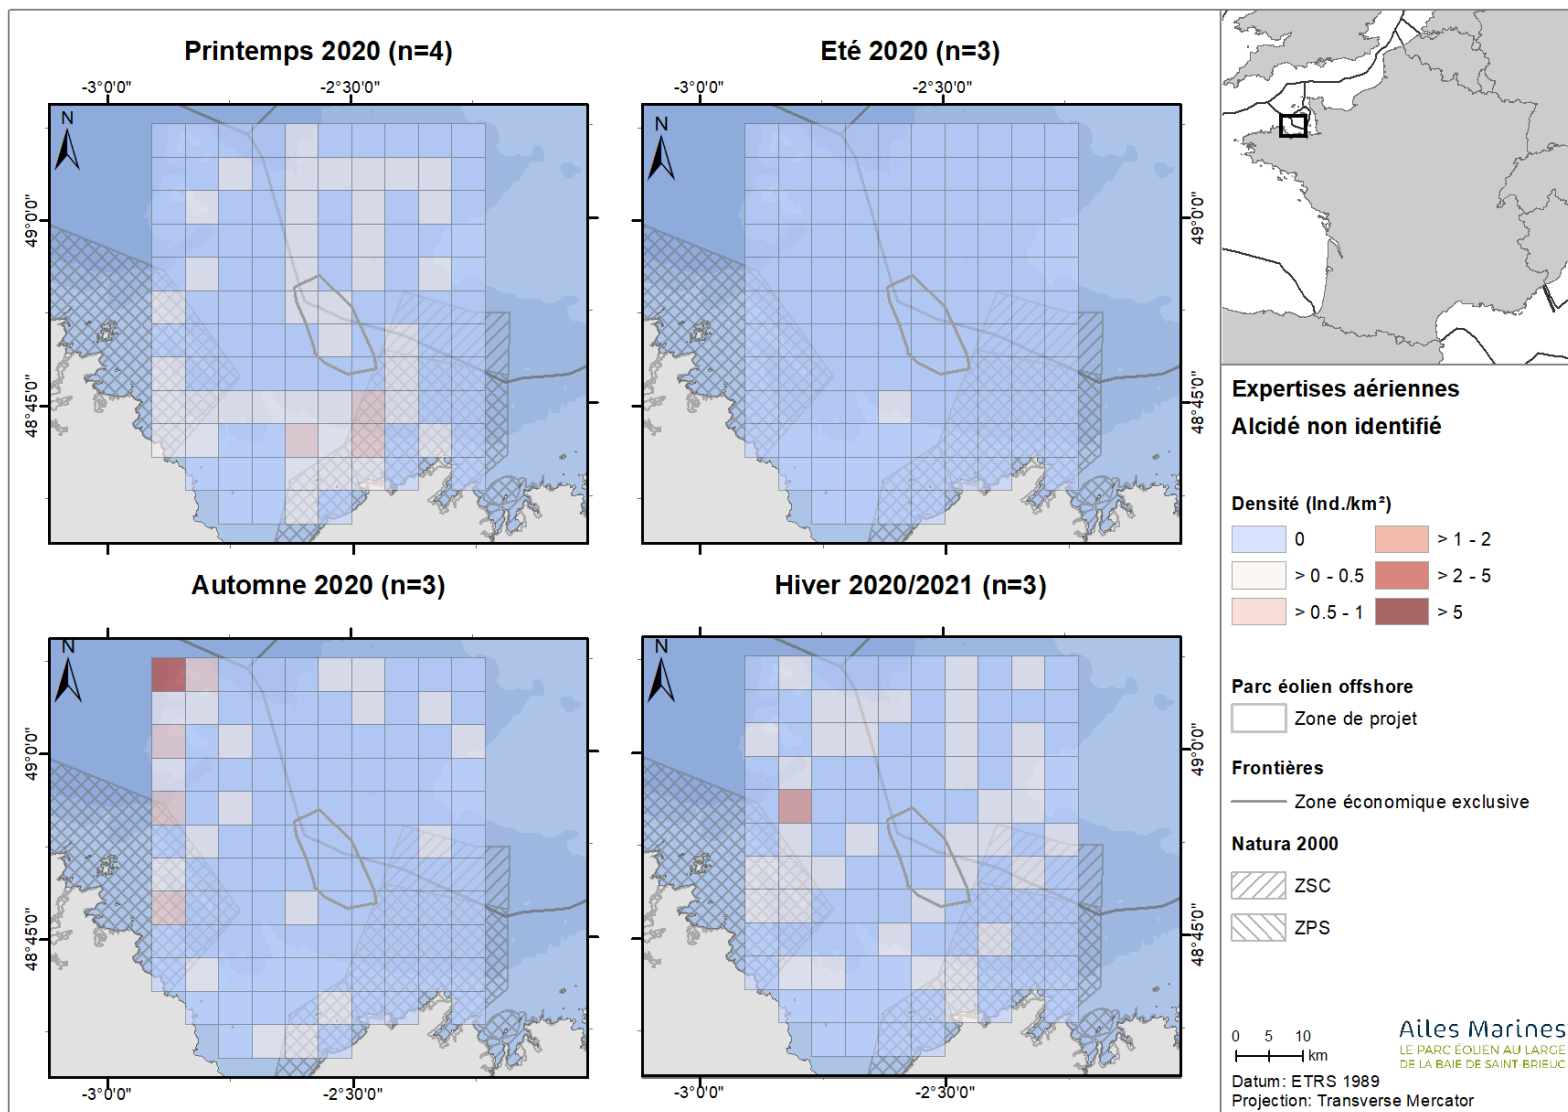 Printemps 2020 (n=4)
-3°0'0"
-2°30'0"
N
49°0'0"
48°45'0"
Eté 2020 (n=3)
-3°0'0"
-2°30'0"
N
49°0'0"
48°45'0"
Automne 2020 (n=3)
N
49°0'0"
48°45'0"
-3°0'0"
-2°30'0"
Hiver 2020/2021 (n=3)
N
49°0'0"
48°45'0"
-3°0'0"
-2°30'0"
Expertises aériennes
Alcidé non identifié
Densité (Ind./km²)
0
> 0 - 0.5
> 0.5 - 1
> 1 - 2
> 2 - 5
> 5
Parc éolien offshore
Zone de projet
Frontières
Zone économique exclusive
Natura 2000
ZSC
ZPS
0 5 10
km
Datum : ETRS 1989
Projection: Transverse Mercator
Ailes Marines
LE PARC ÉOLIEN AU LARGE
DE LA BAIE DE SAINT-BRIEUC